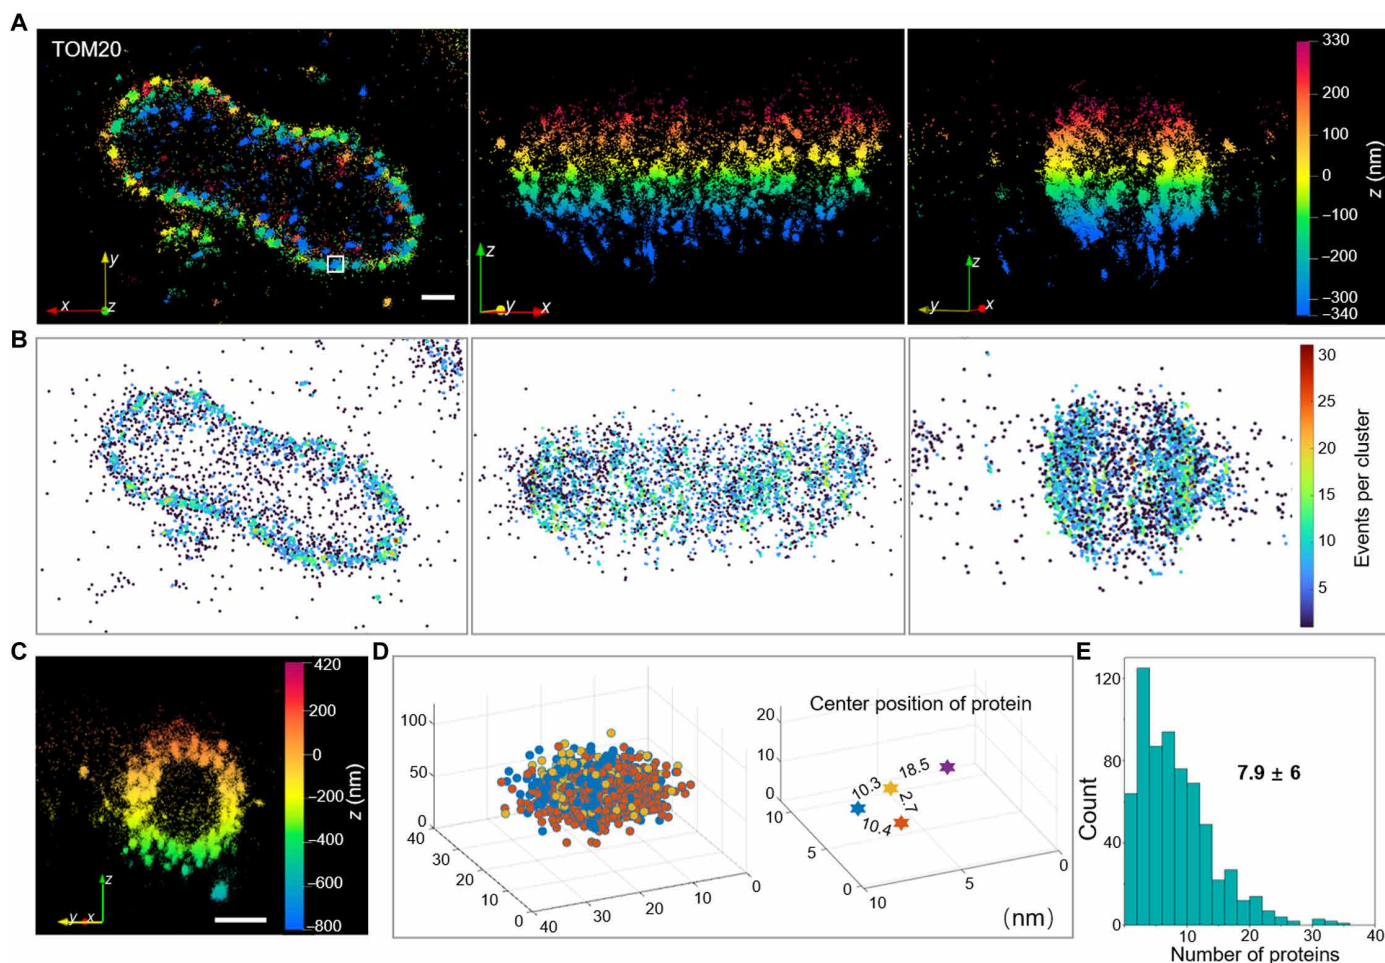 A
TOM20
y
x
z
z
y
x
z
y
x
330
200
100
0
−100
−200
−300
−340
z (nm)
B
30
25
20
15
10
5
Events per cluster
C
z
y
x
420
200
0
−200
−400
−600
−800
z (nm)
D
100
50
0
40
30
20
10
0
40
30
20
10
0
Center position of protein
20
10
0
10
5
0
10
5
0
10.3
18.5
2.7
10.4
(nm)
E
120
80
40
0
Count
7.9 ± 6
10
20
30
40
Number of proteins